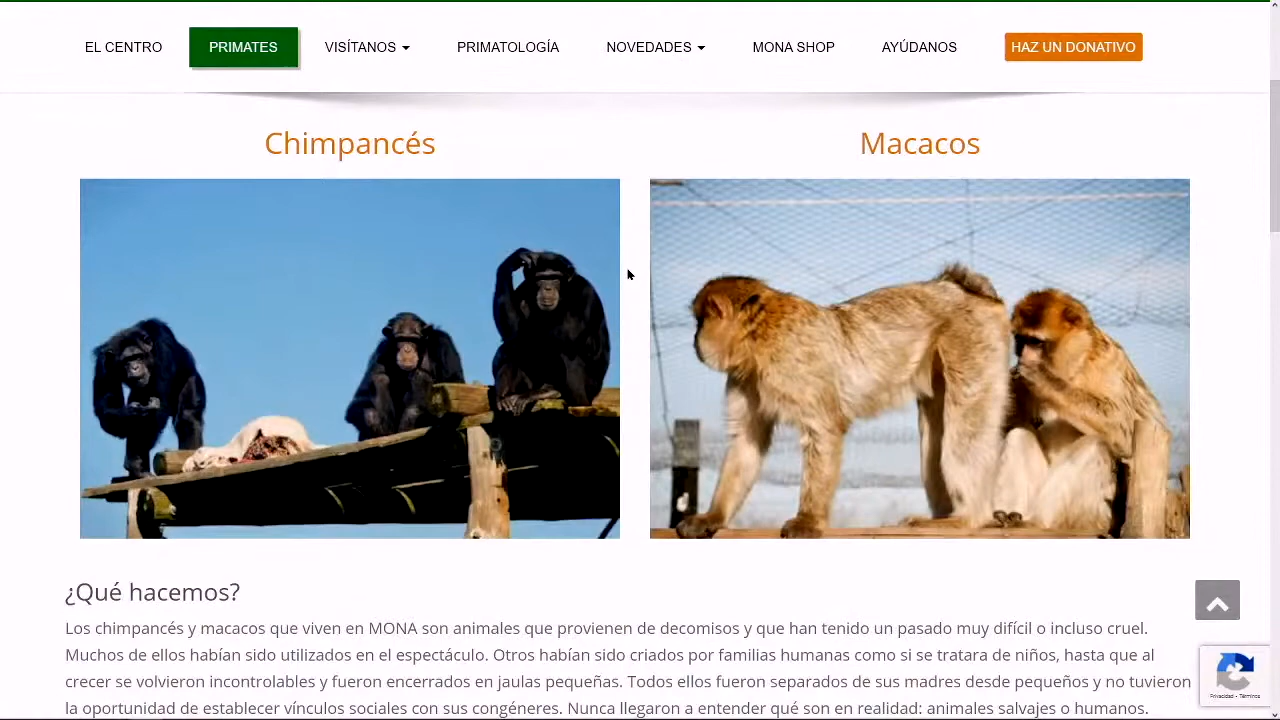 EL CENTRO PRIMATES VISÍTANOS PRIMATOLOGÍA NOVEDADES MONA SHOP AYÚDANOS HAZ UN DONATIVO
Chimpancés
Macacos
¿Qué hacemos?
Los chimpancés y macacos que viven en MONA son animales que provienen de decomisos y que han tenido un pasado muy difícil o incluso cruel.
Muchos de ellos habían sido utilizados en el espectáculo. Otros habían sido criados por familias humanas como si se tratara de niños, hasta que al
crecer se volvieron incontrolables y fueron encerrados en jaulas pequeñas. Todos ellos fueron separados de sus madres desde pequeños y no tuvieron
la oportunidad de establecer vínculos sociales con sus congéneres. Nunca llegaron a entender qué son en realidad: animales salvajes o humanos.
Privacidad - Términos